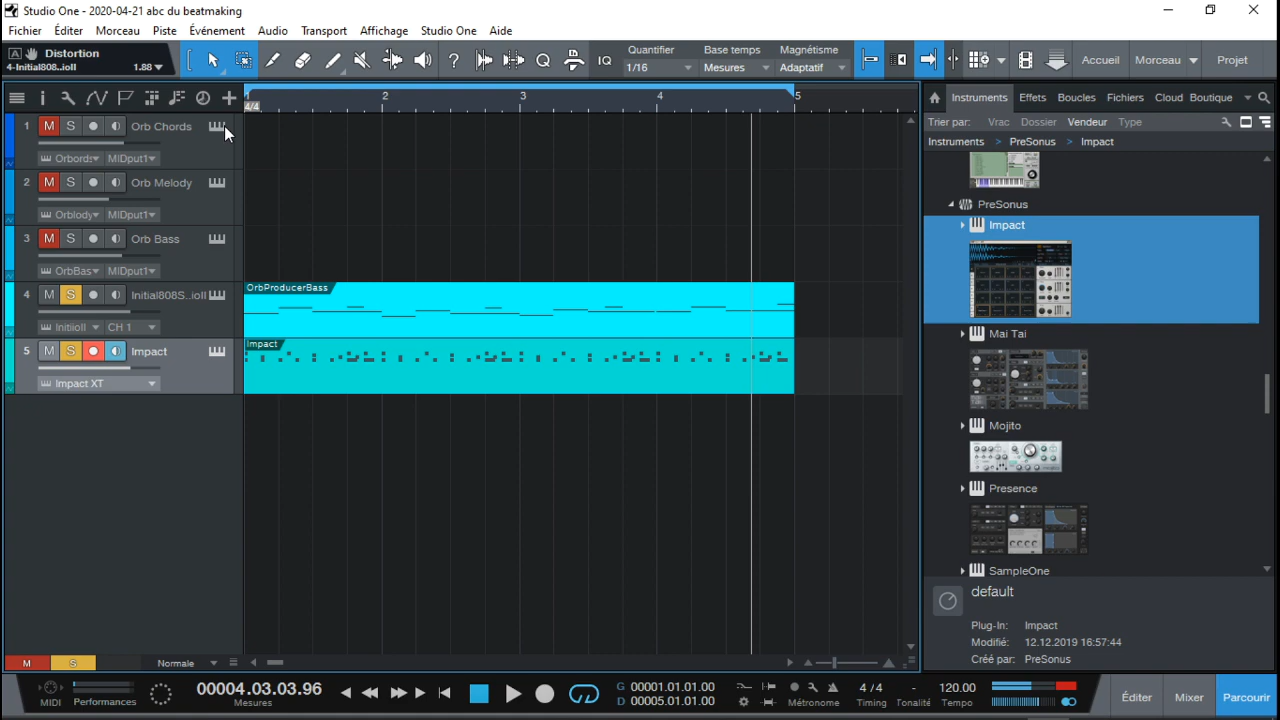 Studio One - 2020-04-21 abc du beatmaking
Fichier Éditer Morceau Piste Événement Audio Transport Affichage Studio One Aide
A Distortion
4-Initial808..ioll 1.88
IQ
Quantifier
1/16
Base temps
Mesures
Magnétisme
Adaptatif
Accueil Morceau Projet
1 2 3 4 5
4/4
1 M S Orb Chords
Orbords MIDput1
2 M S Orb Melody
Orblody MIDput1
3 M S Orb Bass
OrbBas MIDput1
4 M S Initial808S..ioll
Initioll CH 1
OrbProducerBass
5 M S Impact
Impact XT
Impact
Instruments Effets Boucles Fichiers Cloud Boutique
Trier par: Vrac Dossier Vendeur Type
Instruments > PreSonus > Impact
PreSonus
Impact
Mai Tai
Mojito
Presence
SampleOne
default
Plug-In: Impact
Modifié: 12.12.2019 16:57:44
Créé par: PreSonus
M S Normale
MIDI Performances
00004.03.03.96
Mesures
G 00001.01.01.00
D 00005.01.01.00
Métronome
4 / 4
Timing
-
Tonalité
120.00
Tempo
Éditer Mixer Parcourir